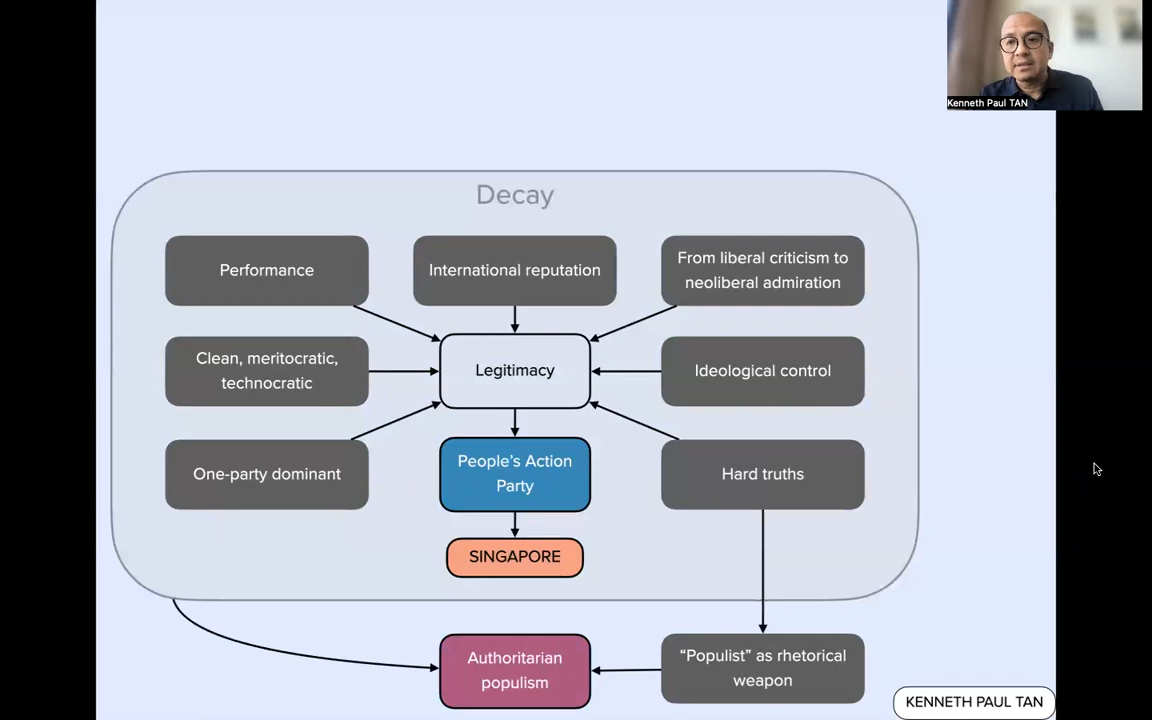 Kenneth Paul TAN
Decay
Performance
International reputation
From liberal criticism to
neoliberal admiration
Clean, meritocratic,
technocratic
Legitimacy
Ideological control
One-party dominant
People’s Action
Party
Hard truths
SINGAPORE
Authoritarian
populism
“Populist” as rhetorical
weapon
KENNETH PAUL TAN